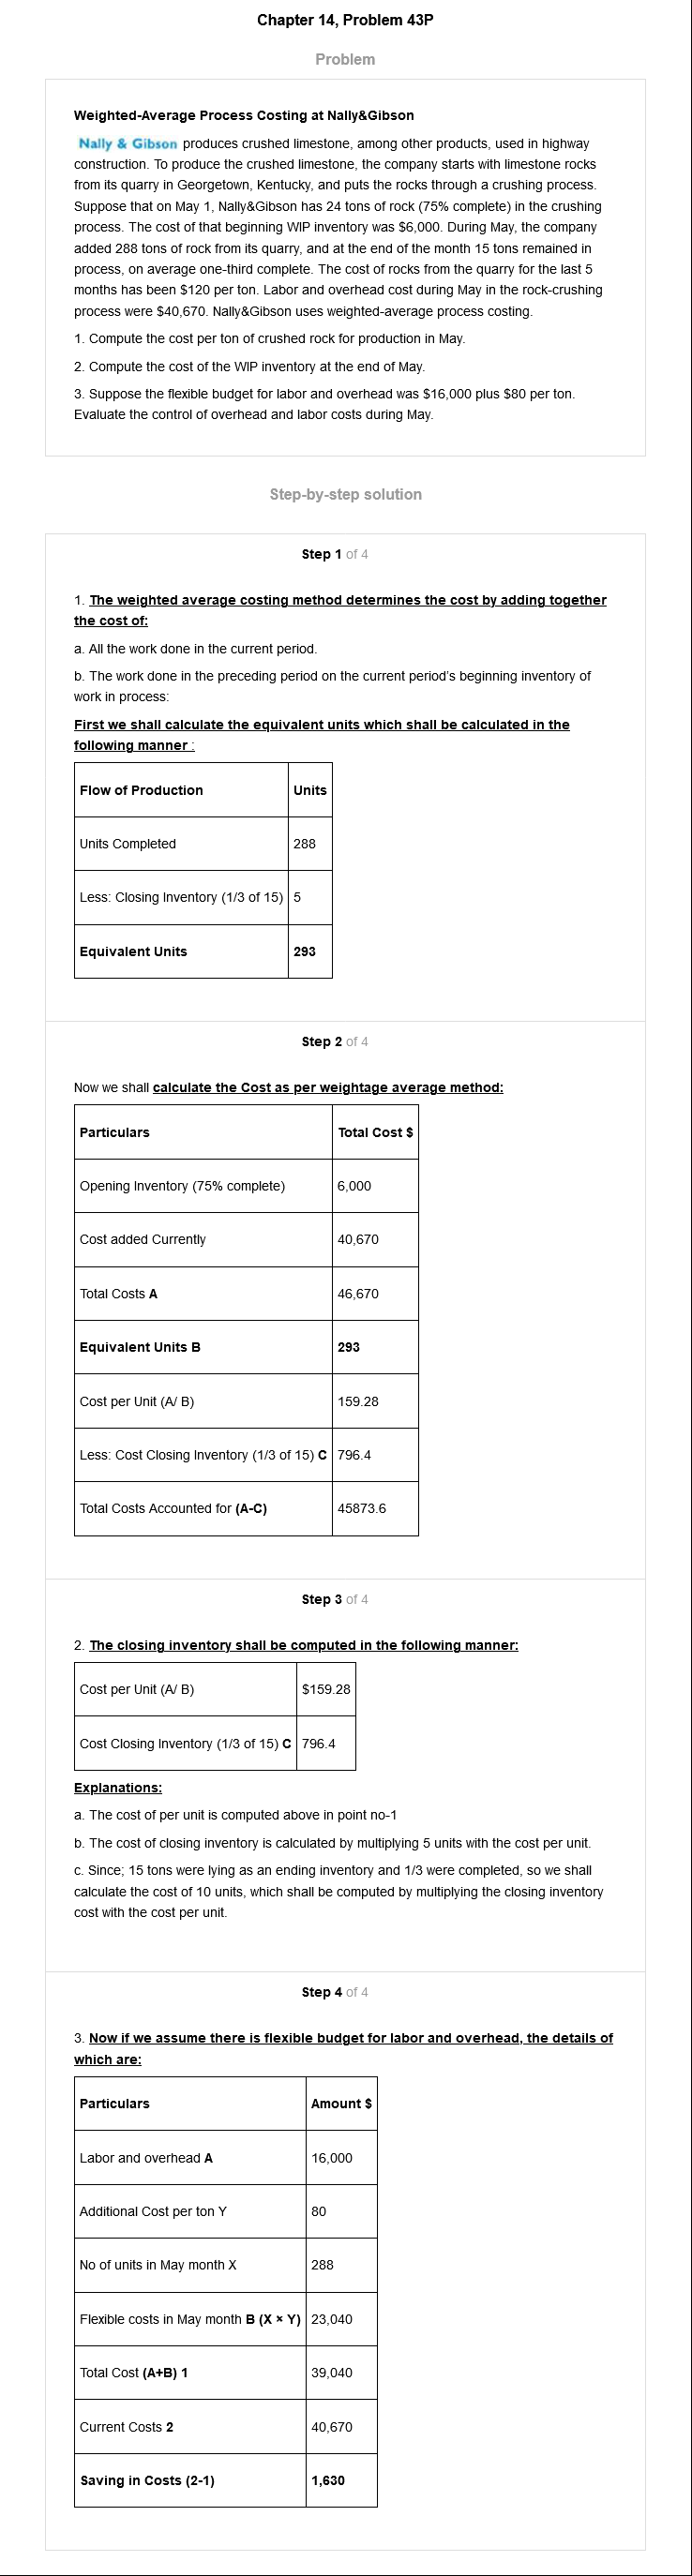 Chapter 14, Problem 43P
Problem
Weighted-Average Process Costing at Nally&Gibson
Nally & Gibson produces crushed limestone, among other products, used in highway
construction. To produce the crushed limestone, the company starts with limestone rocks
from its quarry in Georgetown, Kentucky, and puts the rocks through a crushing process.
Suppose that on May 1, Nally&Gibson has 24 tons of rock (75% complete) in the crushing
process. The cost of that beginning WIP inventory was $6,000. During May, the company
added 288 tons of rock from its quarry, and at the end of the month 15 tons remained in
process, on average one-third complete. The cost of rocks from the quarry for the last 5
months has been $120 per ton. Labor and overhead cost during May in the rock-crushing
process were $40,670. Nally&Gibson uses weighted-average process costing.
1. Compute the cost per ton of crushed rock for production in May.
2. Compute the cost of the WIP inventory at the end of May.
3. Suppose the flexible budget for labor and overhead was $16,000 plus $80 per ton.
Evaluate the control of overhead and labor costs during May.
Step-by-step solution
Step 1 of 4
1. The weighted average costing method determines the cost by adding together
the cost of:
a. All the work done in the current period.
b. The work done in the preceding period on the current period's beginning inventory of
work in process:
First we shall calculate the equivalent units which shall be calculated in the
following manner :
Flow of Production Units
Units Completed 288
Less: Closing Inventory (1/3 of 15) 5
Equivalent Units 293
Step 2 of 4
Now we shall calculate the Cost as per weightage average method:
Particulars Total Cost $
Opening Inventory (75% complete) 6,000
Cost added Currently 40,670
Total Costs A 46,670
Equivalent Units B 293
Cost per Unit (A/ B) 159.28
Less: Cost Closing Inventory (1/3 of 15) C 796.4
Total Costs Accounted for (A-C) 45873.6
Step 3 of 4
2. The closing inventory shall be computed in the following manner:
Cost per Unit (A/ B) $159.28
Cost Closing Inventory (1/3 of 15) C 796.4
Explanations:
a. The cost of per unit is computed above in point no-1
b. The cost of closing inventory is calculated by multiplying 5 units with the cost per unit.
c. Since; 15 tons were lying as an ending inventory and 1/3 were completed, so we shall
calculate the cost of 10 units, which shall be computed by multiplying the closing inventory
cost with the cost per unit.
Step 4 of 4
3. Now if we assume there is flexible budget for labor and overhead, the details of
which are:
Particulars Amount $
Labor and overhead A 16,000
Additional Cost per ton Y 80
No of units in May month X 288
Flexible costs in May month B (X × Y) 23,040
Total Cost (A+B) 1 39,040
Current Costs 2 40,670
Saving in Costs (2-1) 1,630